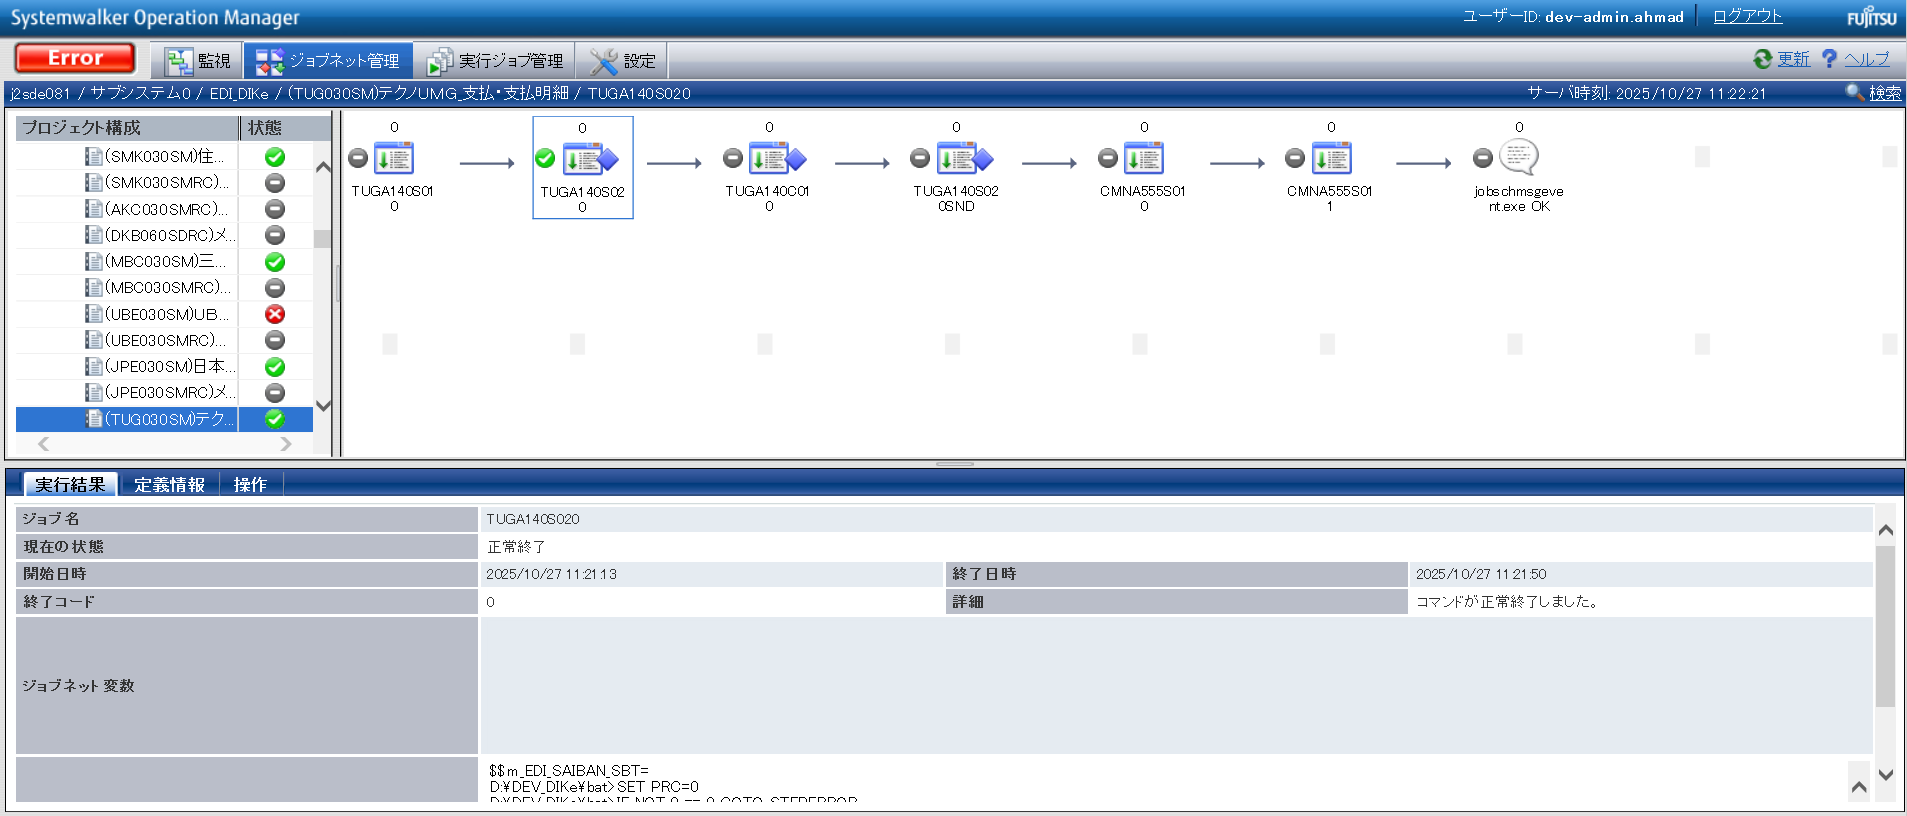 Systemwalker Operation Manager
ユーザーID: dev-admin.ahmad
ログアウト
FUJITSU
Error
監視
ジョブネット管理
実行ジョブ管理
設定
更新
ヘルプ
j2sde081 / サブシステム0 / EDI_DIKe / (TUG030SM)テクノUMG_支払・支払明細 / TUGA140S020
サーバ時刻: 2025/10/27 11:22:21
検索
プロジェクト構成
状態
(SMK030SM)住...
(SMK030SMRC)...
(AKC030SMRC)...
(DKB060SDRC)メ...
(MBC030SM)三...
(MBC030SMRC)...
(UBE030SM)UB...
(UBE030SMRC)...
(JPE030SM)日本...
(JPE030SMRC)メ...
(TUG030SM)テク...
0
TUGA140S01
0
0
TUGA140S02
0
0
TUGA140C01
0
0
TUGA140S02
0SND
0
CMNA555S01
0
0
CMNA555S01
1
0
jobschmsgeve
nt.exe OK
実行結果
定義情報
操作
ジョブ名
TUGA140S020
現在の状態
正常終了
開始日時
2025/10/27 11:21:13
終了日時
2025/10/27 11:21:50
終了コード
0
詳細
コマンドが正常終了しました。
ジョブネット変数
$$m_EDI_SAIBAN_SBT=
D:¥DEV_DIKe¥bat>SET PRC=0
D:¥DEV_DIKe¥bat>IF NOT 0 == 0 GOTO STEPERROR